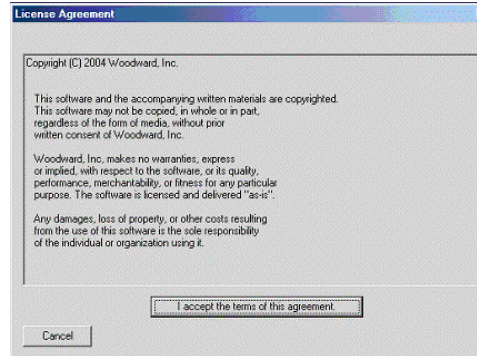 License Agreement
Copyright (C) 2004 Woodward, Inc.
This software and the accompanying written materials are copyrighted.
This software may not be copied, in whole or in part,
regardless of the form of media, without prior
written consent of Woodward, Inc.
Woodward, Inc, makes no warranties, express
or implied, with respect to the software, or its quality,
performance, merchantability, or fitness for any particular
purpose. The software is licensed and delivered "as-is".
Any damages, loss of property, or other costs resulting
from the use of this software is the sole responsibility
of the individual or organization using it.
I accept the terms of this agreement.
Cancel